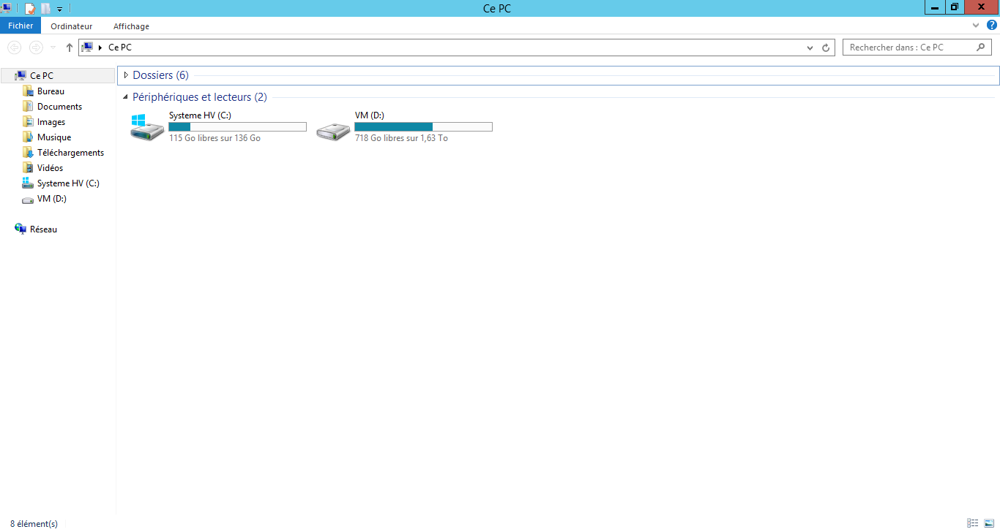 Ce PC
Fichier
Ordinateur
Affichage
Ce PC
Rechercher dans : Ce PC
Ce PC
Bureau
Documents
Images
Musique
Téléchargements
Vidéos
Systeme HV (C:)
VM (D:)
Réseau
Dossiers (6)
Périphériques et lecteurs (2)
Systeme HV (C:)
115 Go libres sur 136 Go
VM (D:)
718 Go libres sur 1,63 To
8 élément(s)